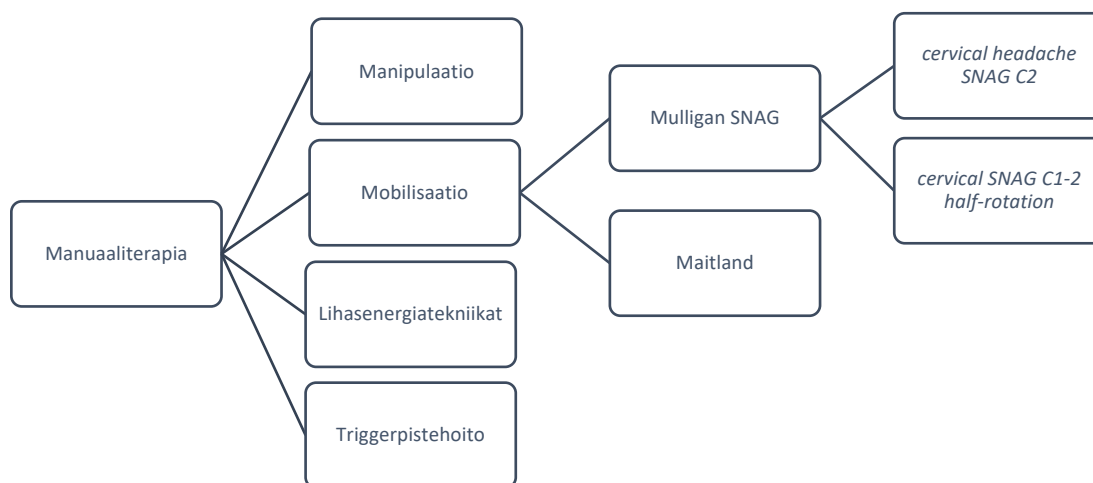 Manuaaliterapia
Manipulaatio
Mobilisaatio
Lihasenergiatekniikat
Triggerpistehoito
Mulligan SNAG
Maitland
cervical headache
SNAG C2
cervical SNAG C1-2
half-rotation